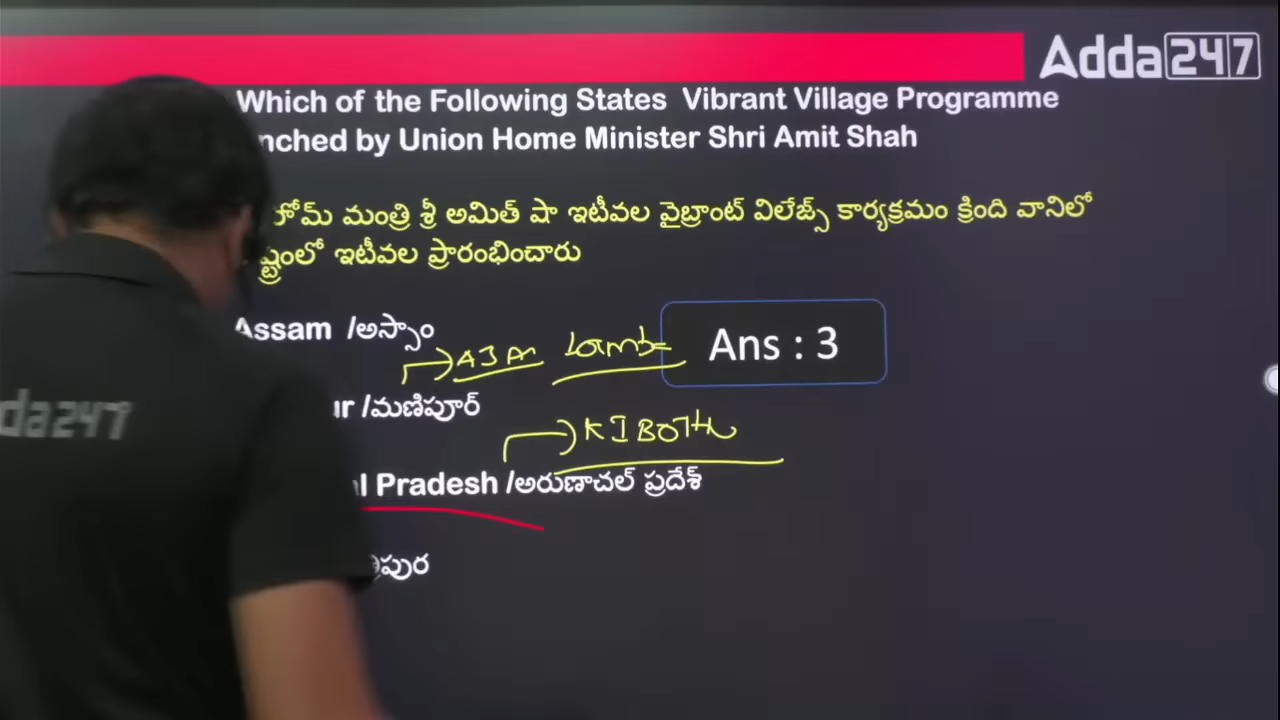 Adda247
Which of the Following States Vibrant Village Programme
nched by Union Home Minister Shri Amit Shah
హోమ్ మంత్రి శ్రీ అమిత్ షా ఇటీవల వైబ్రాంట్ విలేజ్స్ కార్యక్రమం క్రింది వానిలో
ష్ట్రంలో ఇటీవల ప్రారంభించారు
Assam /అస్సాం
Ans : 3
ur /మణిపూర్
KIBOTH
l Pradesh /అరుణాచల్ ప్రదేశ్
త్రిపుర
da247